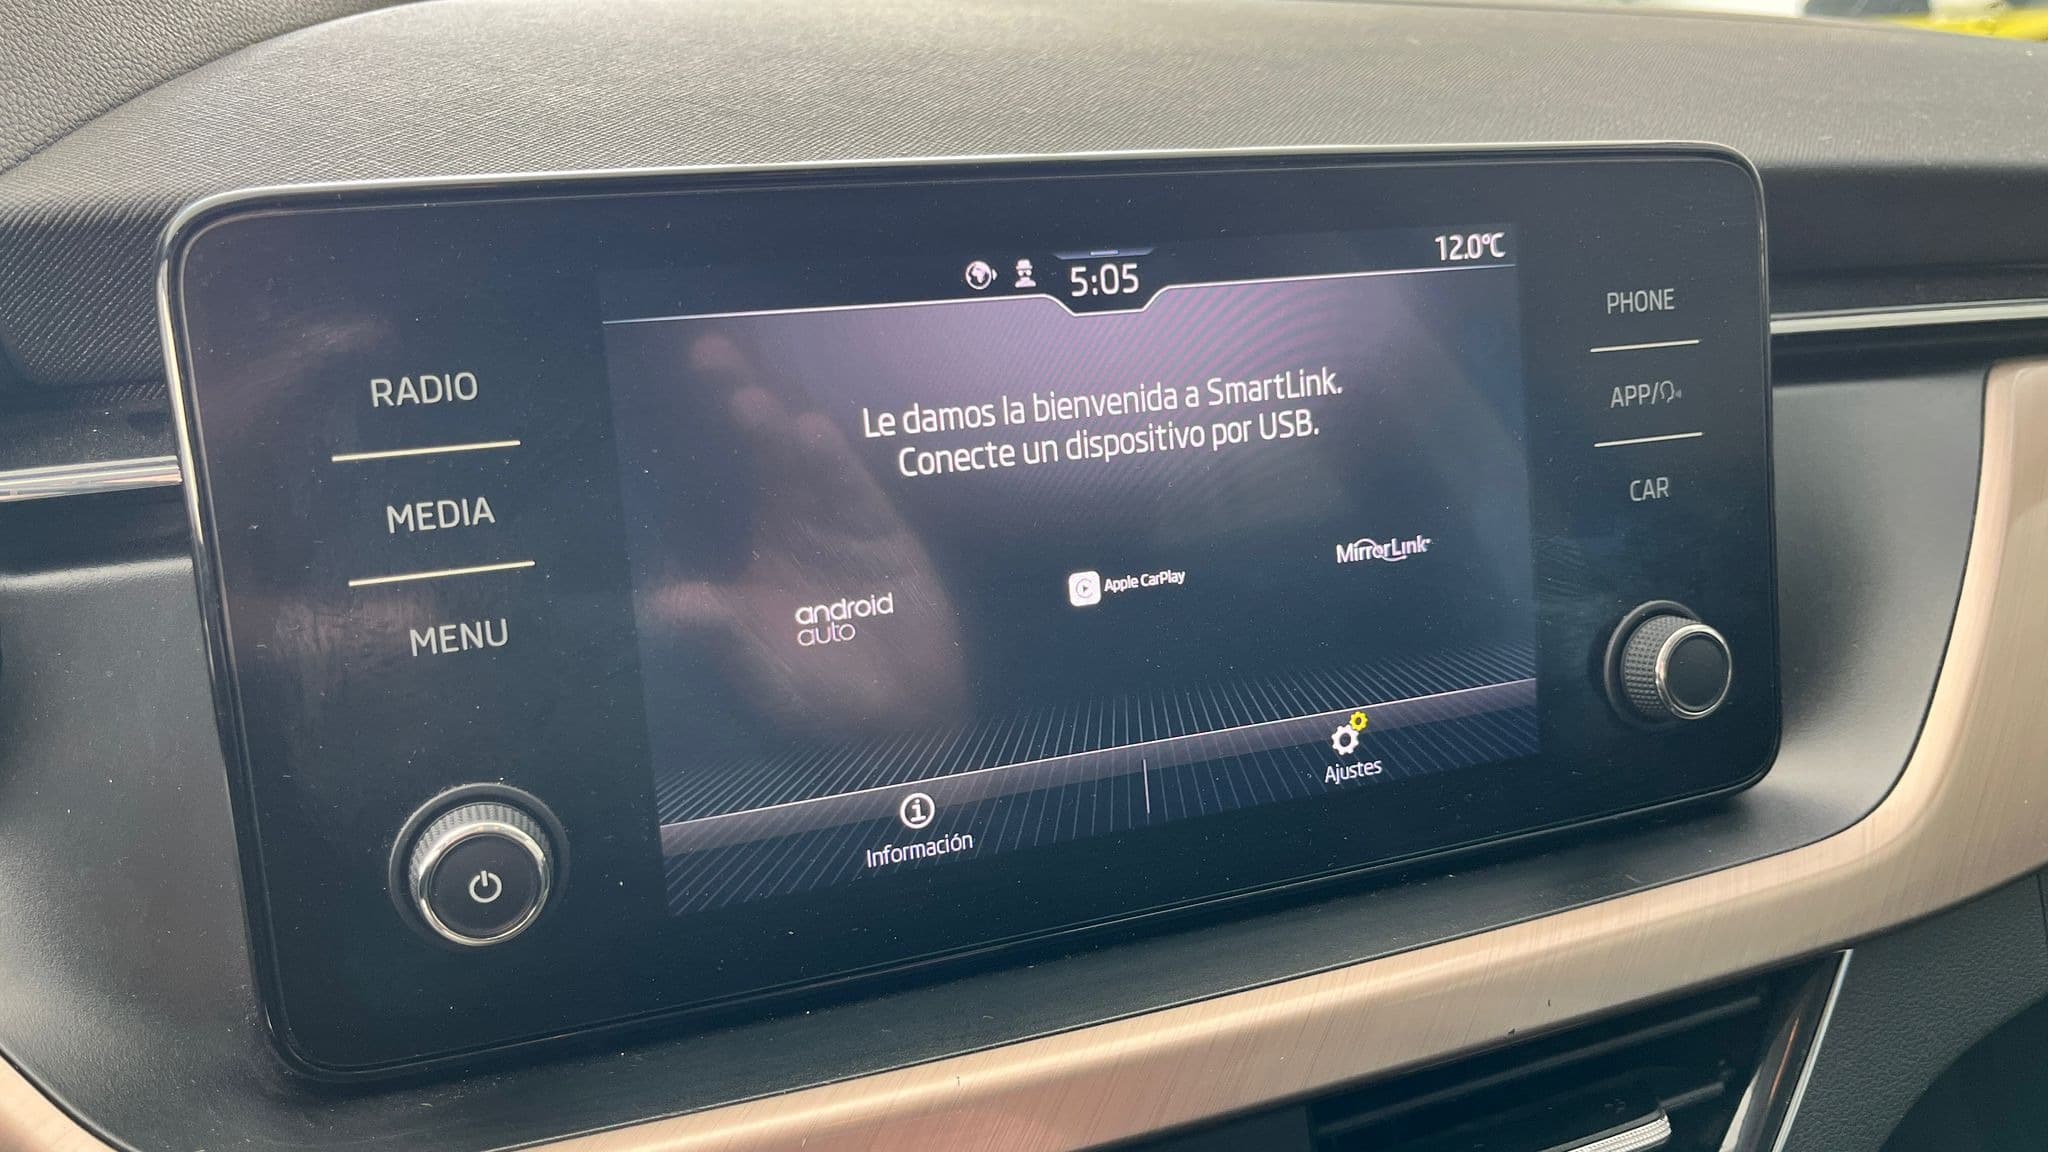 5:05
12.0°C
RADIO
MEDIA
MENU
Le damos la bienvenida a SmartLink.
Conecte un dispositivo por USB.
android
auto
Apple CarPlay
MirrorLink
Información
Ajustes
PHONE
APP/
CAR